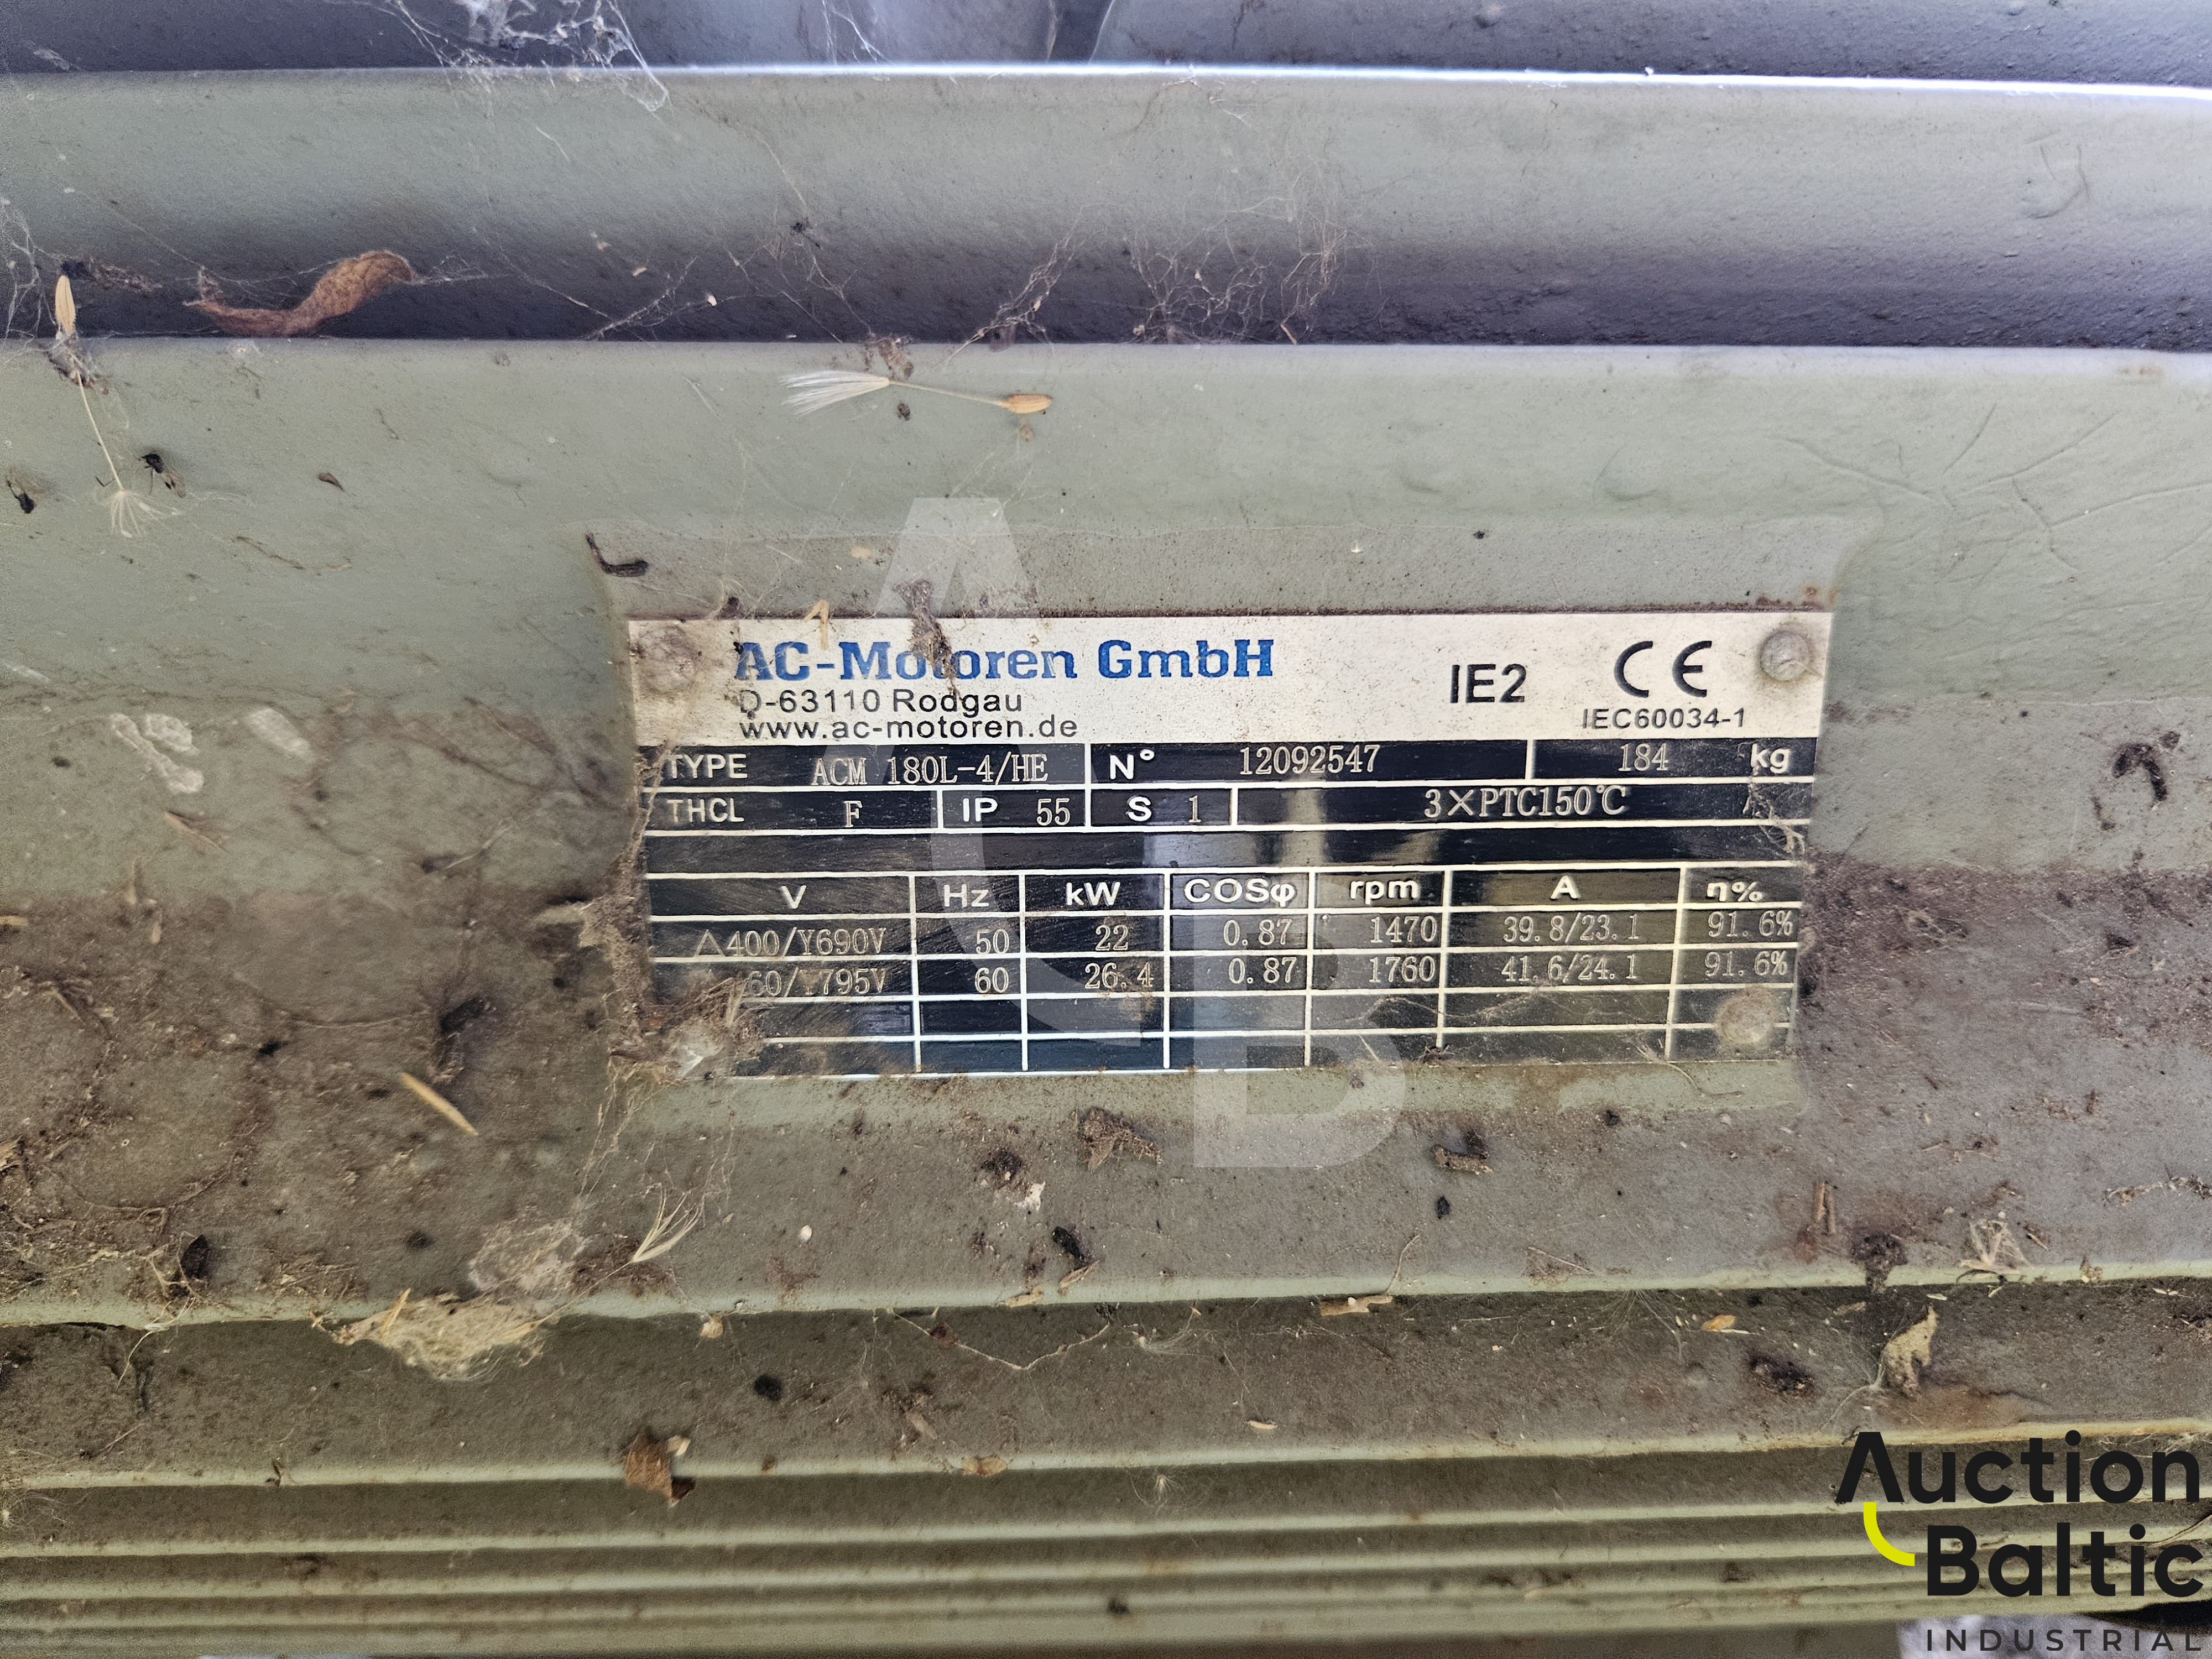 AC-Motoren GmbH
D-63110 Rodgau
www.ac-motoren.de
IE2
CE
IEC60034-1
TYPE ACM 180L-4/HE N° 12092547 184 kg
THCL F IP 55 S 1 3×PTC150℃
V Hz kW COSφ rpm A η%
△400/Y690V 50 22 0.87 1470 39.8/23.1 91.6%
60 26.4 0.87 1760 41.6/24.1 91.6%
ACB
Auction
Baltic
INDUSTRIAL